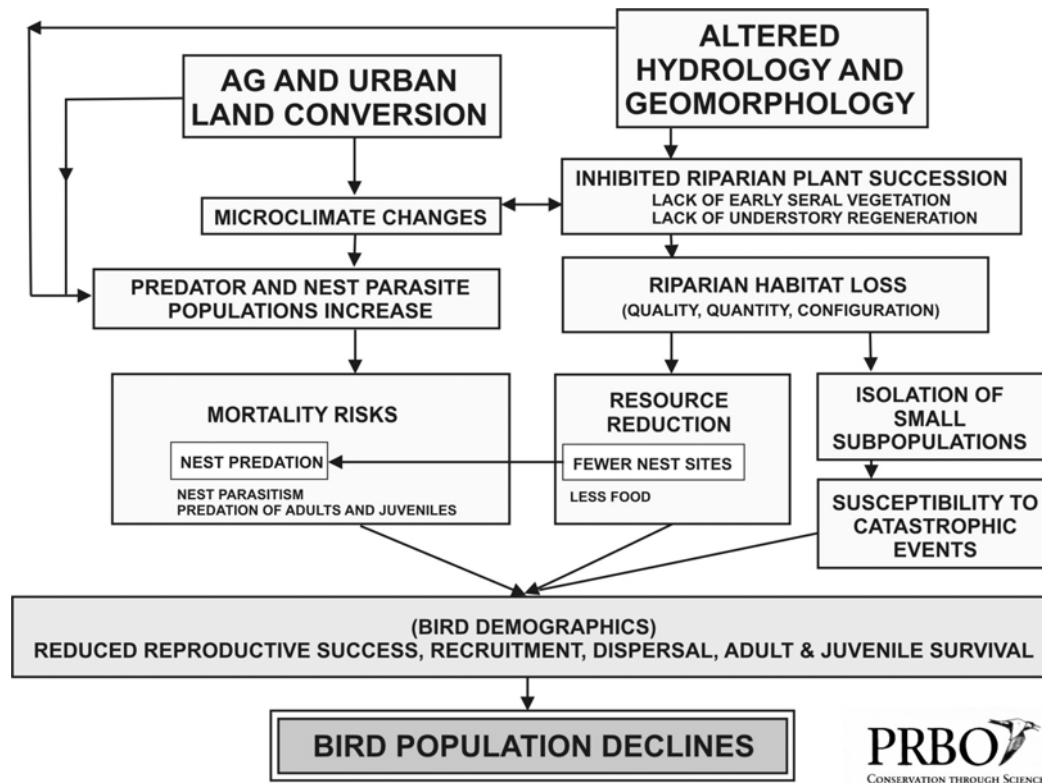 ALTERED
HYDROLOGY AND
GEOMORPHOLOGY
AG AND URBAN
LAND CONVERSION
INHIBITED RIPARIAN PLANT SUCCESSION
LACK OF EARLY SERAL VEGETATION
LACK OF UNDERSTORY REGENERATION
MICROCLIMATE CHANGES
PREDATOR AND NEST PARASITE
POPULATIONS INCREASE
RIPARIAN HABITAT LOSS
(QUALITY, QUANTITY, CONFIGURATION)
MORTALITY RISKS
NEST PREDATION
NEST PARASITISM
PREDATION OF ADULTS AND JUVENILES
RESOURCE
REDUCTION
FEWER NEST SITES
LESS FOOD
ISOLATION OF
SMALL
SUBPOPULATIONS
SUSCEPTIBILITY TO
CATASTROPHIC
EVENTS
(BIRD DEMOGRAPHICS)
REDUCED REPRODUCTIVE SUCCESS, RECRUITMENT, DISPERSAL, ADULT & JUVENILE SURVIVAL
BIRD POPULATION DECLINES
PRBO
CONSERVATION THROUGH SCIENCE